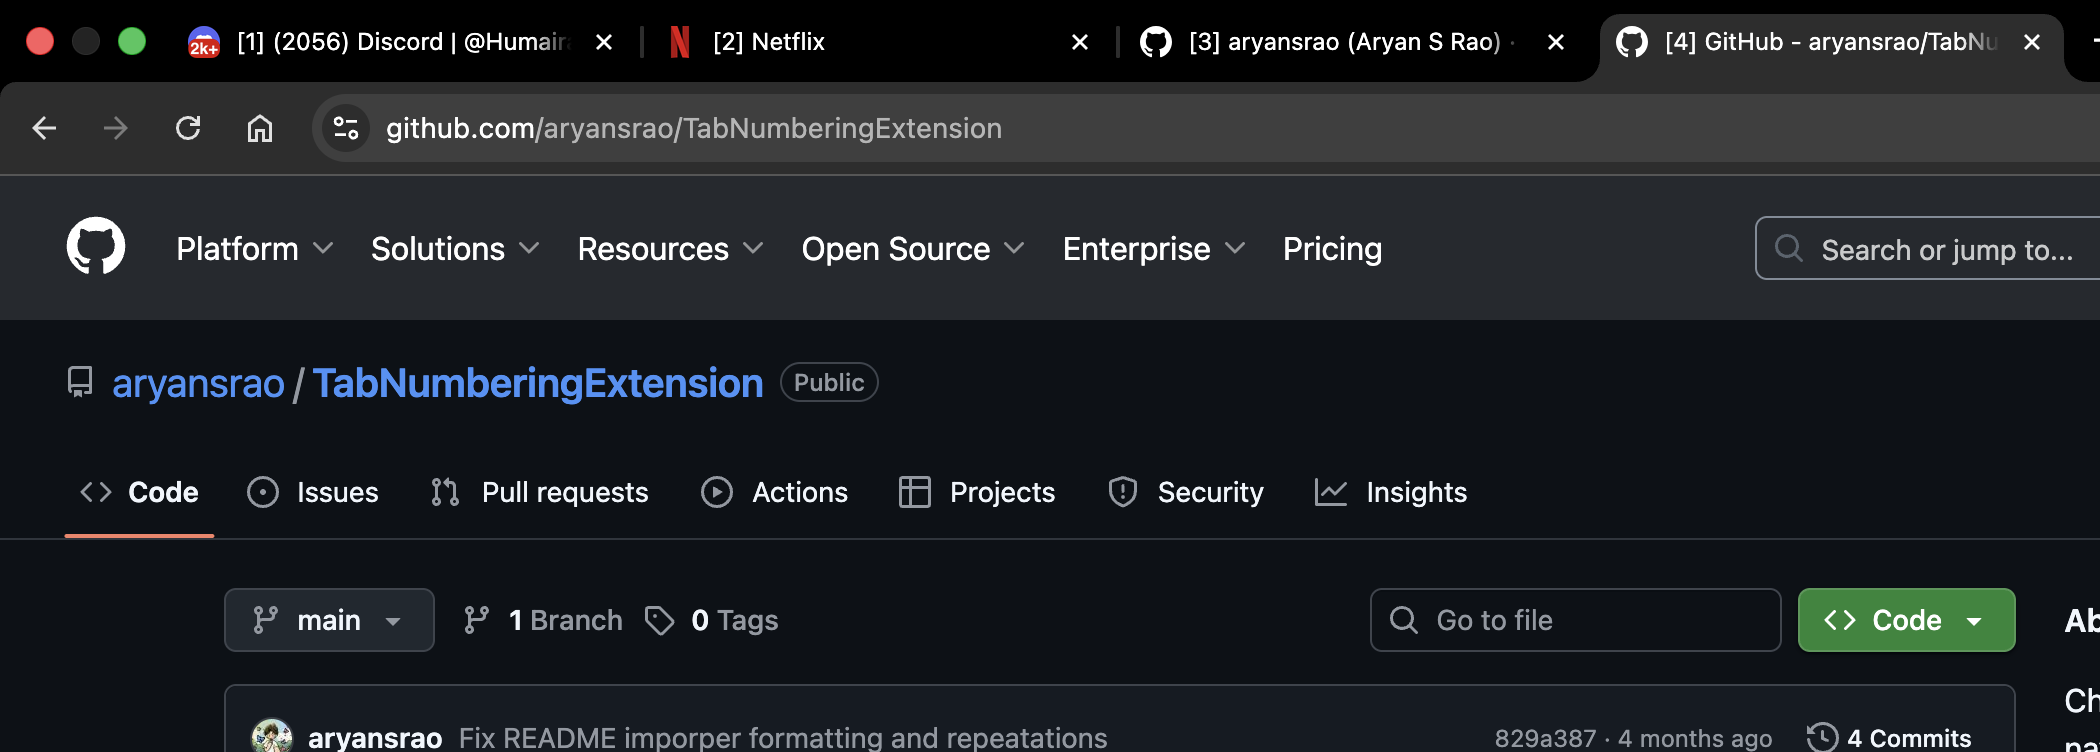 2k+ [1] (2056) Discord | @Humaira [2] Netflix [3] aryansrao (Aryan S Rao) · [4] GitHub - aryansrao/TabNu
github.com/aryansrao/TabNumberingExtension
Platform Solutions Resources Open Source Enterprise Pricing Search or jump to...
aryansrao / TabNumberingExtension Public
Code Issues Pull requests Actions Projects Security Insights
main 1 Branch 0 Tags Go to file Code Ab
aryansrao Fix README imporper formatting and repeatations 829a387 · 4 months ago 4 Commits
Ch